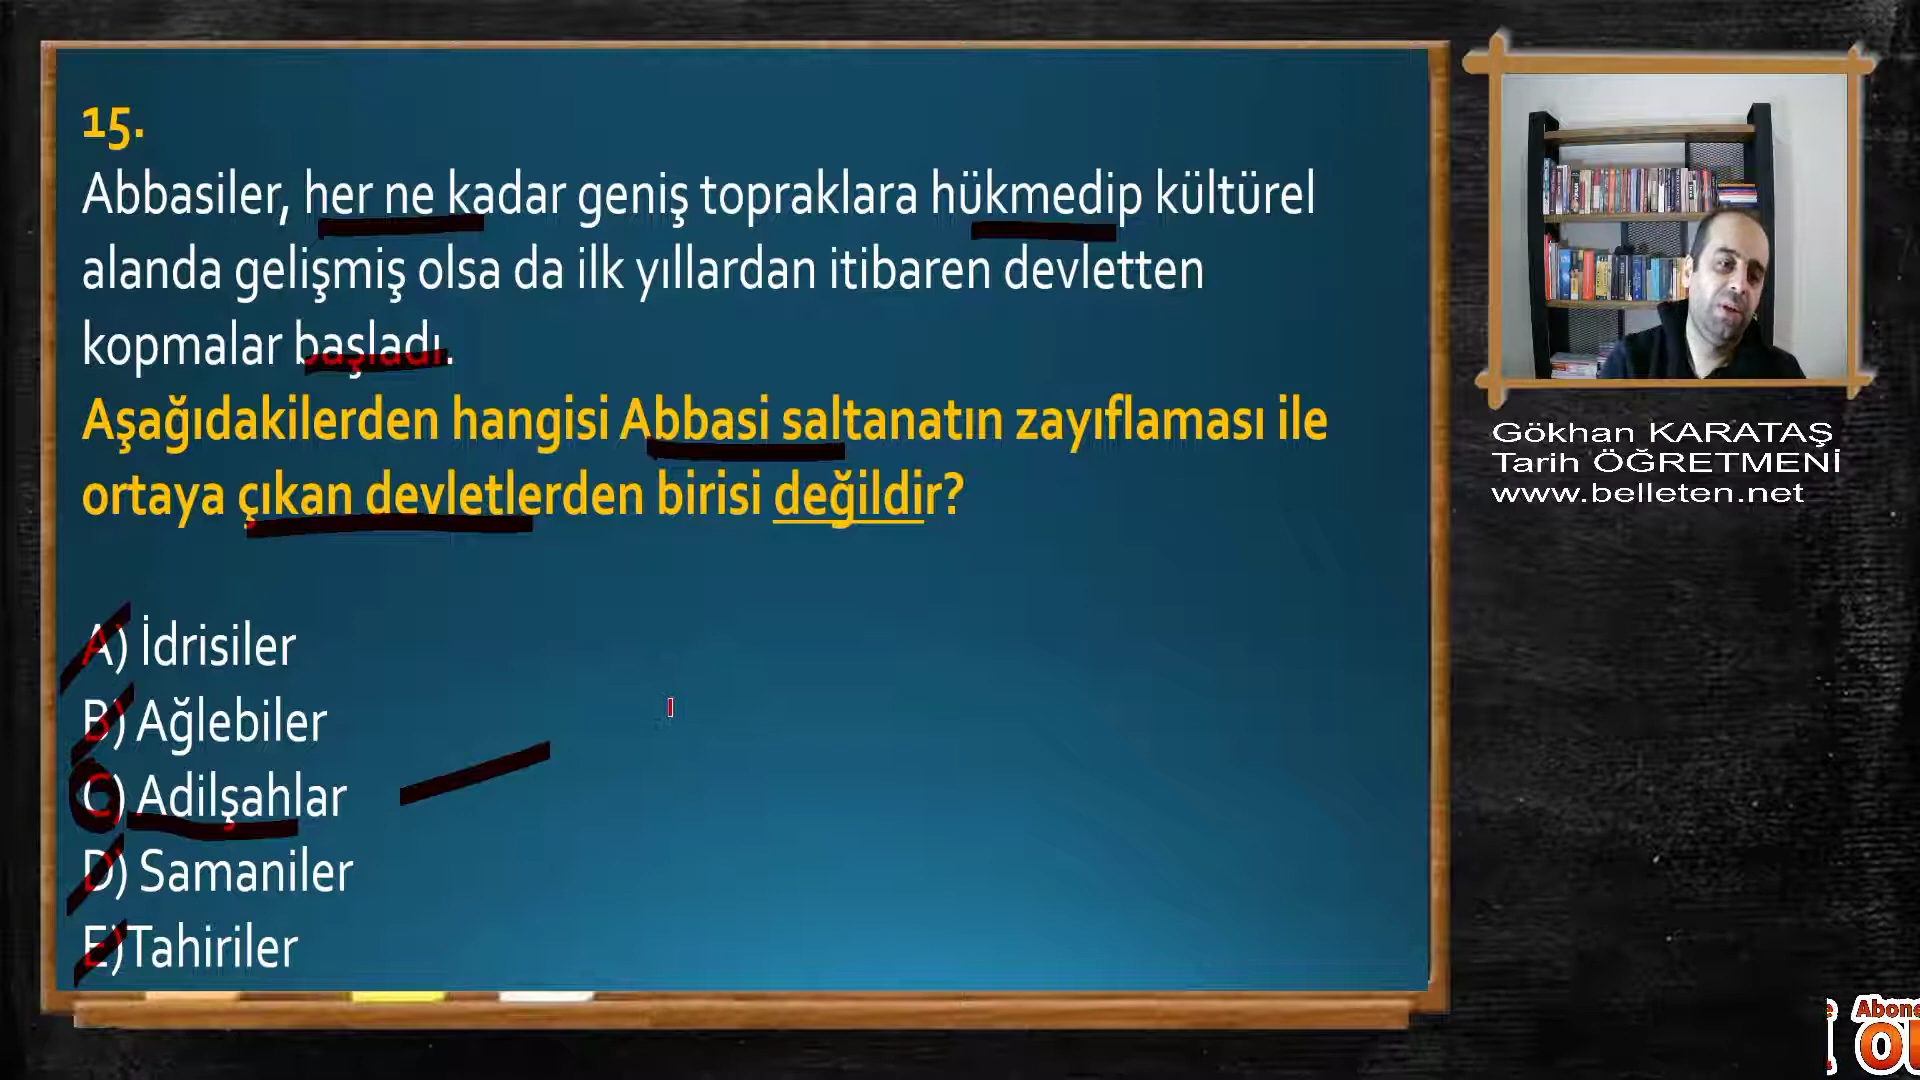 15.
Abbasiler, her ne kadar geniş topraklara hükmedip kültürel
alanda gelişmiş olsa da ilk yıllardan itibaren devletten
kopmalar başladı.
Aşağıdakilerden hangisi Abbasi saltanatın zayıflaması ile
ortaya çıkan devletlerden birisi değildir?
A) İdrisiler
B) Ağlebiler
C) Adilşahlar
D) Samaniler
E)Tahiriler
Gökhan KARATAŞ
Tarih ÖĞRETMENİ
www.belleten.net